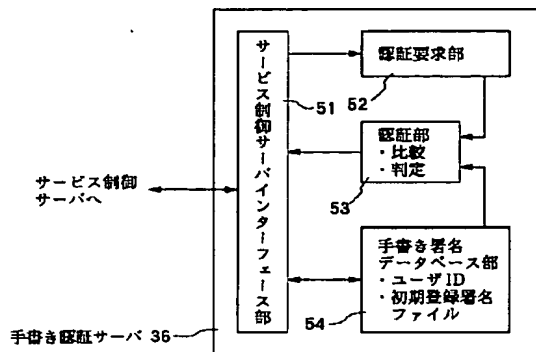 サービス制御サーバインターフェース部
51
認証要求部
52
認証部
・比較
・判定
53
サービス制御
サーバへ
手書き署名
データベース部
・ユーザID
・初期登録署名
ファイル
54
手書き認証サーバ 36